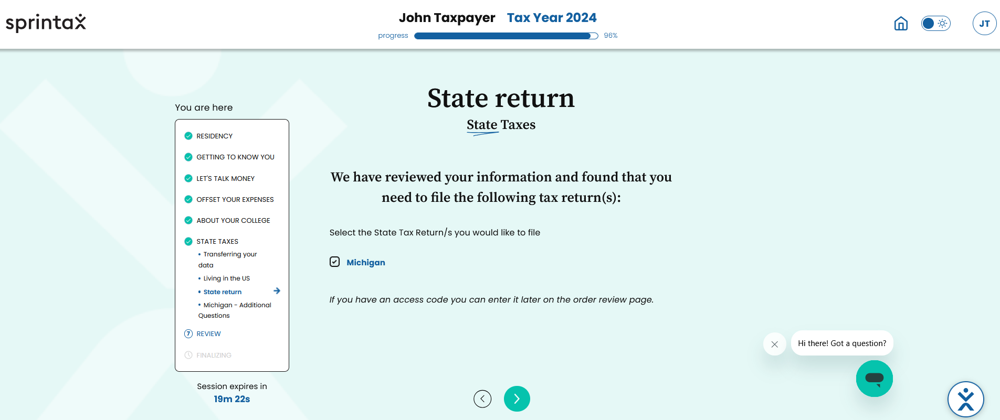 sprintax
John Taxpayer Tax Year 2024
progress 96%
JT
State return
State Taxes
You are here
RESIDENCY
GETTING TO KNOW YOU
LET'S TALK MONEY
OFFSET YOUR EXPENSES
ABOUT YOUR COLLEGE
STATE TAXES
• Transferring your
data
• Living in the US
• State return
• Michigan - Additional
Questions
7 REVIEW
FINALIZING
Session expires in
19m 22s
We have reviewed your information and found that you
need to file the following tax return(s):
Select the State Tax Return/s you would like to file
Michigan
If you have an access code you can enter it later on the order review page.
Hi there! Got a question?